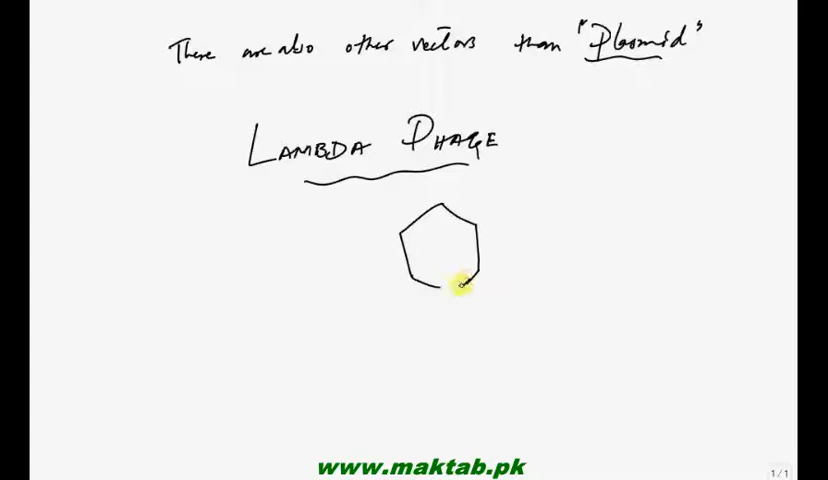 There are also other vectors than "Plasmid"
LAMBDA PHAGE
www.maktab.pk
1/1